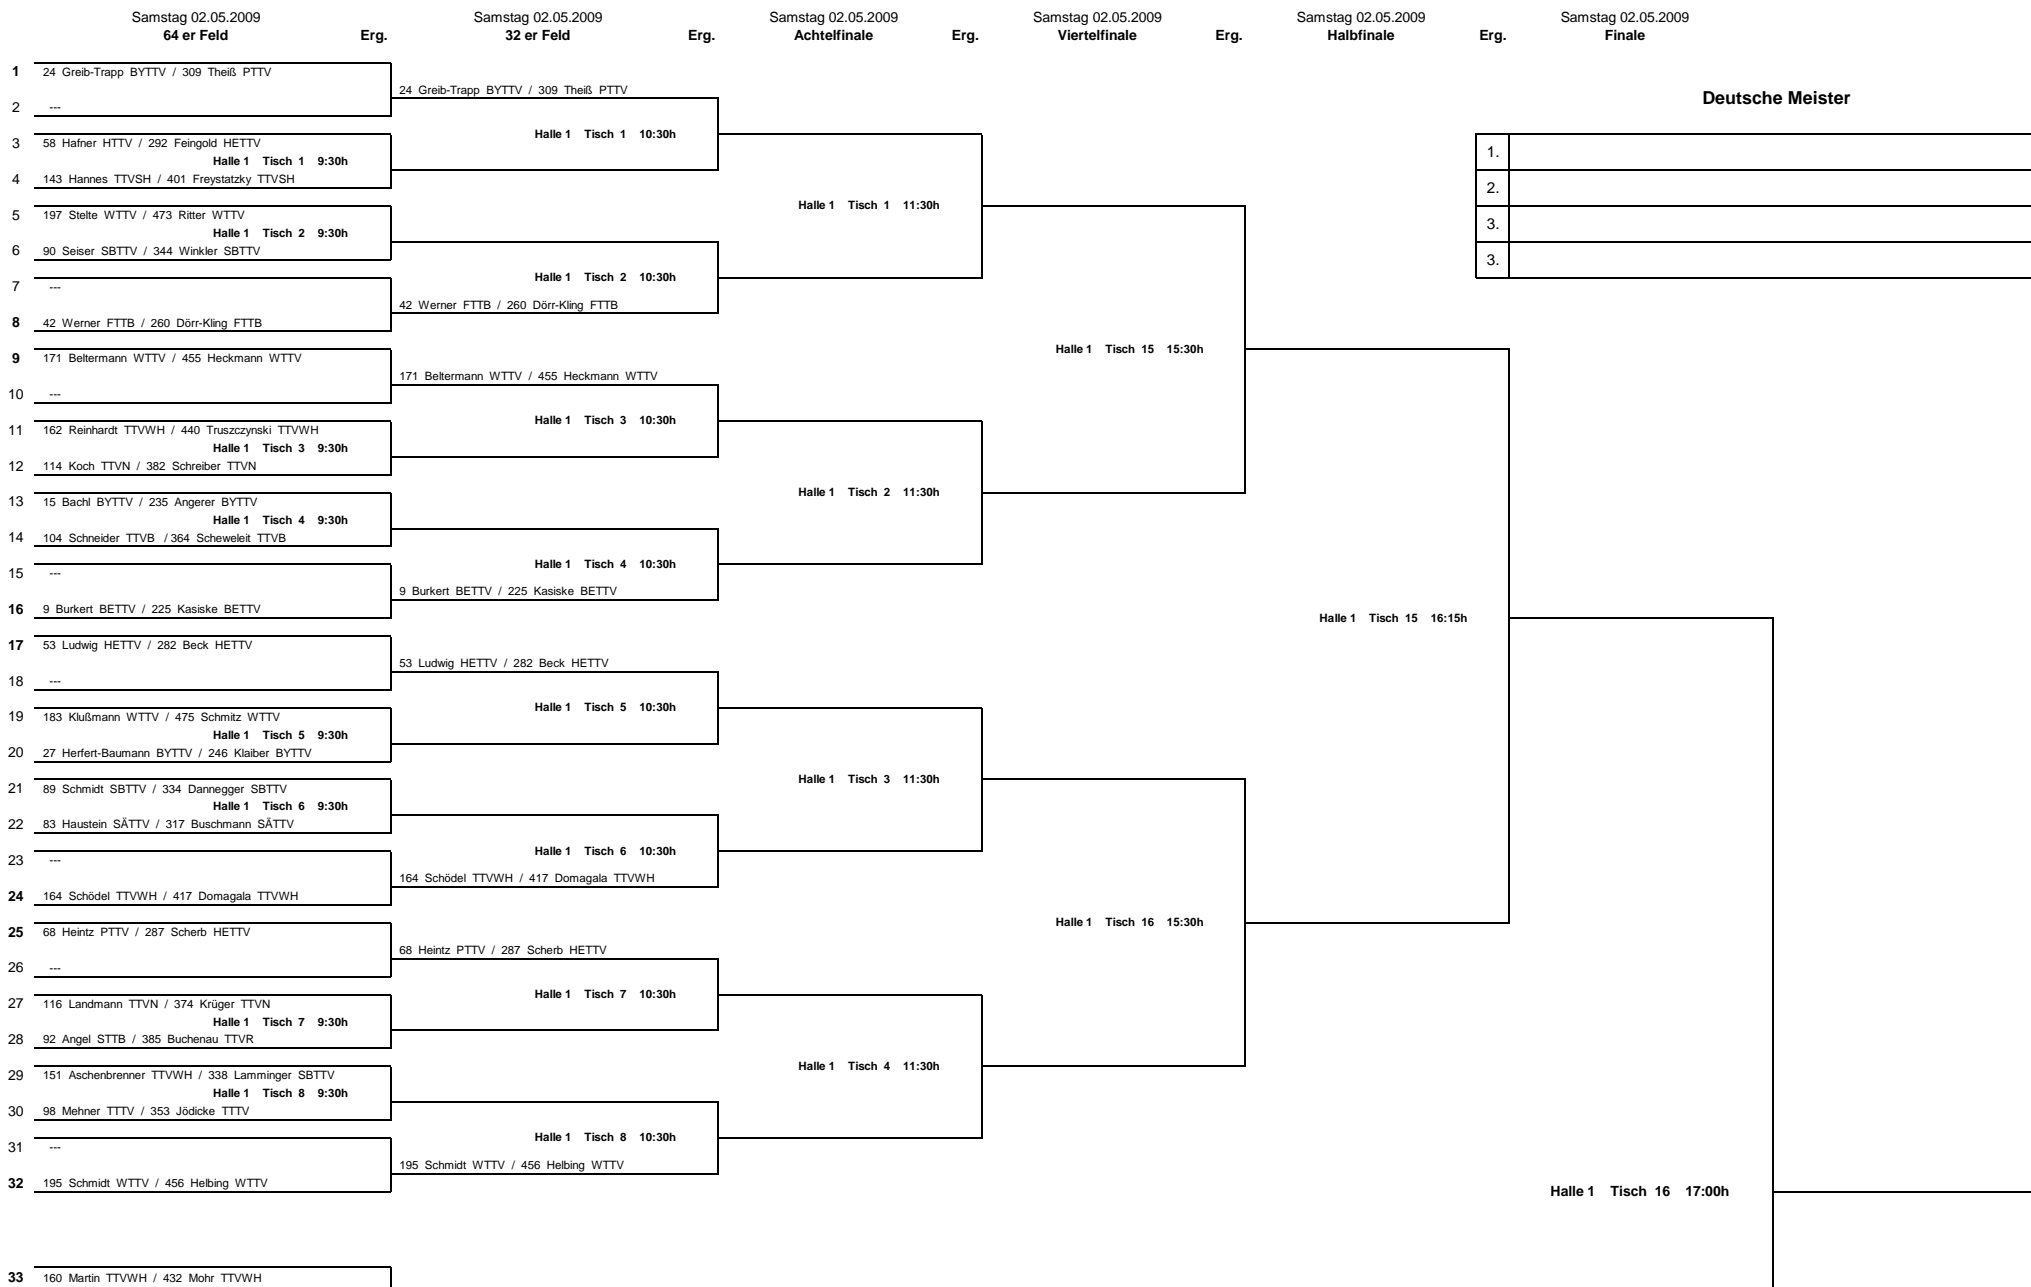 Samstag 02.05.2009 Samstag 02.05.2009 Samstag 02.05.2009 Samstag 02.05.2009 Samstag 02.05.2009 Samstag 02.05.2009
64 er Feld Erg. 32 er Feld Erg. Achtelfinale Erg. Viertelfinale Erg. Halbfinale Erg. Finale
1 24 Greib-Trapp BYTTV / 309 Theiß PTTV
24 Greib-Trapp BYTTV / 309 Theiß PTTV
Deutsche Meister
2 ---
Halle 1 Tisch 1 10:30h
3 58 Hafner HTTV / 292 Feingold HETTV
1.
Halle 1 Tisch 1 9:30h
4 143 Hannes TTVSH / 401 Freystatzky TTVSH
2.
Halle 1 Tisch 1 11:30h
5 197 Stelte WTTV / 473 Ritter WTTV
3.
Halle 1 Tisch 2 9:30h
6 90 Seiser SBTTV / 344 Winkler SBTTV
3.
Halle 1 Tisch 2 10:30h
7 ---
42 Werner FTTB / 260 Dörr-Kling FTTB
8 42 Werner FTTB / 260 Dörr-Kling FTTB
Halle 1 Tisch 15 15:30h
9 171 Beltermann WTTV / 455 Heckmann WTTV
171 Beltermann WTTV / 455 Heckmann WTTV
10 ---
Halle 1 Tisch 3 10:30h
11 162 Reinhardt TTVWH / 440 Truszczynski TTVWH
Halle 1 Tisch 3 9:30h
12 114 Koch TTVN / 382 Schreiber TTVN
Halle 1 Tisch 2 11:30h
13 15 Bachl BYTTV / 235 Angerer BYTTV
Halle 1 Tisch 4 9:30h
14 104 Schneider TTVB / 364 Scheweleit TTVB
Halle 1 Tisch 4 10:30h
15 ---
9 Burkert BETTV / 225 Kasiske BETTV
16 9 Burkert BETTV / 225 Kasiske BETTV
Halle 1 Tisch 15 16:15h
17 53 Ludwig HETTV / 282 Beck HETTV
53 Ludwig HETTV / 282 Beck HETTV
18 ---
Halle 1 Tisch 5 10:30h
19 183 Klußmann WTTV / 475 Schmitz WTTV
Halle 1 Tisch 5 9:30h
20 27 Herfert-Baumann BYTTV / 246 Klaiber BYTTV
Halle 1 Tisch 3 11:30h
21 89 Schmidt SBTTV / 334 Dannegger SBTTV
Halle 1 Tisch 6 9:30h
22 83 Haustein SÄTTV / 317 Buschmann SÄTTV
Halle 1 Tisch 6 10:30h
23 ---
164 Schödel TTVWH / 417 Domagala TTVWH
24 164 Schödel TTVWH / 417 Domagala TTVWH
Halle 1 Tisch 16 15:30h
25 68 Heintz PTTV / 287 Scherb HETTV
68 Heintz PTTV / 287 Scherb HETTV
26 ---
Halle 1 Tisch 7 10:30h
27 116 Landmann TTVN / 374 Krüger TTVN
Halle 1 Tisch 7 9:30h
28 92 Angel STTB / 385 Buchenau TTVR
Halle 1 Tisch 4 11:30h
29 151 Aschenbrenner TTVWH / 338 Lamminger SBTTV
Halle 1 Tisch 8 9:30h
30 98 Mehner TTTV / 353 Jödicke TTTV
Halle 1 Tisch 8 10:30h
31 ---
195 Schmidt WTTV / 456 Helbing WTTV
32 195 Schmidt WTTV / 456 Helbing WTTV
Halle 1 Tisch 16 17:00h
33 160 Martin TTVWH / 432 Mohr TTVWH